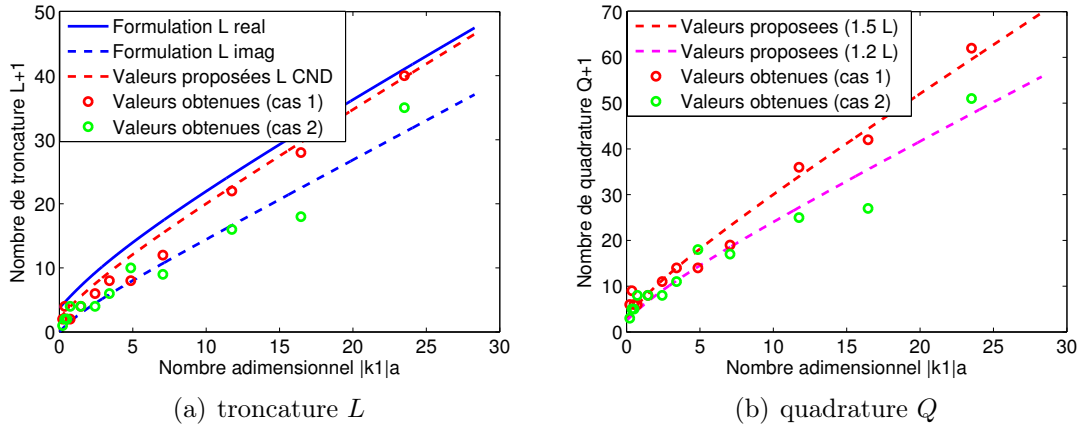 Nombre de troncature L+1
50
40
30
20
10
0
Formulation L real
Formulation L imag
Valeurs proposées L CND
Valeurs obtenues (cas 1)
Valeurs obtenues (cas 2)
0 5 10 15 20 25 30
Nombre adimensionnel |k1|a
(a) troncature L
Nombre de quadrature Q+1
70
60
50
40
30
20
10
0
Valeurs proposees (1.5 L)
Valeurs proposees (1.2 L)
Valeurs obtenues (cas 1)
Valeurs obtenues (cas 2)
0 5 10 15 20 25 30
Nombre adimensionnel |k1|a
(b) quadrature Q